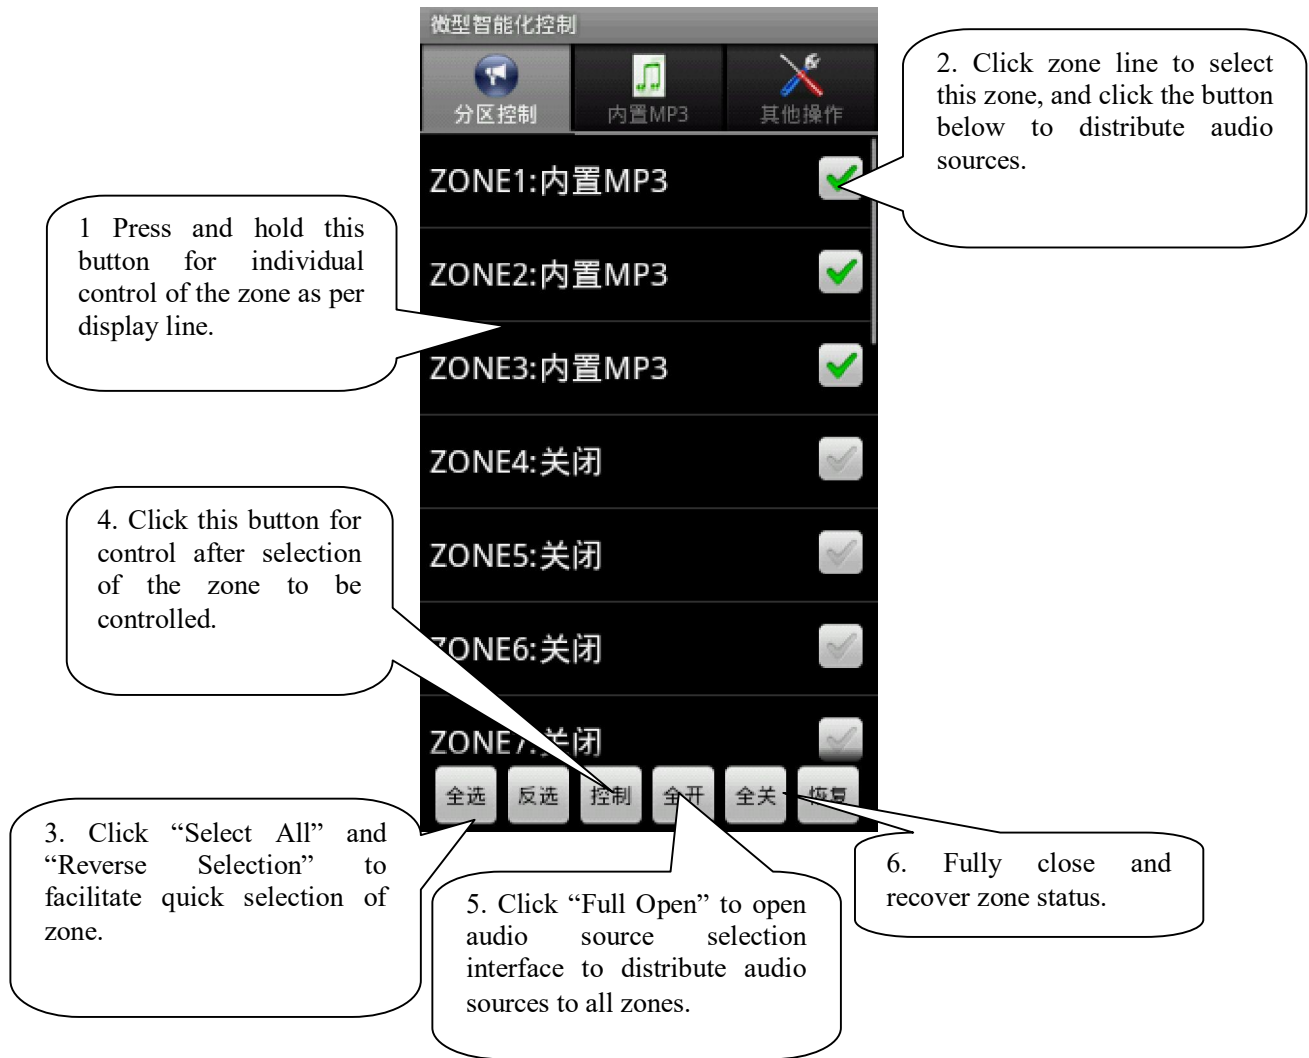 微型智能化控制
分区控制
内置MP3
其他操作
2. Click zone line to select
this zone, and click the button
below to distribute audio
sources.
ZONE1:内置MP3
1 Press and hold this
button for individual
control of the zone as per
display line.
ZONE2:内置MP3
ZONE3:内置MP3
ZONE4:关闭
4. Click this button for
control after selection
of the zone to be
controlled.
ZONE5:关闭
ZONE6:关闭
ZONE7:关闭
全选
反选
控制
全开
全关
恢复
3. Click “Select All” and
“Reverse Selection” to
facilitate quick selection of
zone.
5. Click “Full Open” to open
audio source selection
interface to distribute audio
sources to all zones.
6. Fully close and
recover zone status.